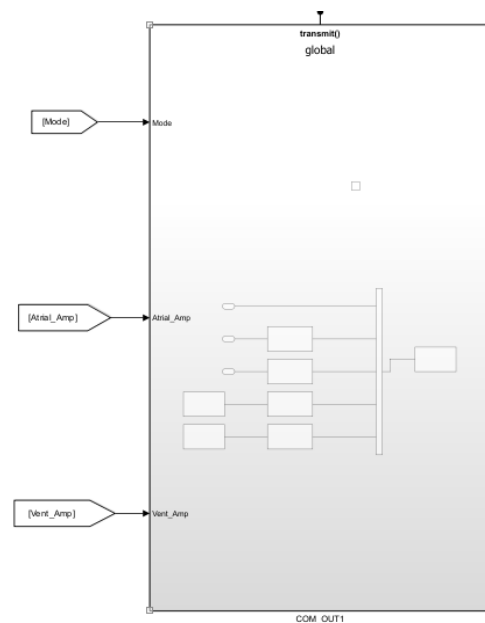 transmit()
global
[Mode]
Mode
[Atrial_Amp]
Atrial_Amp
[Vent_Amp]
Vent_Amp
COM_OUT1